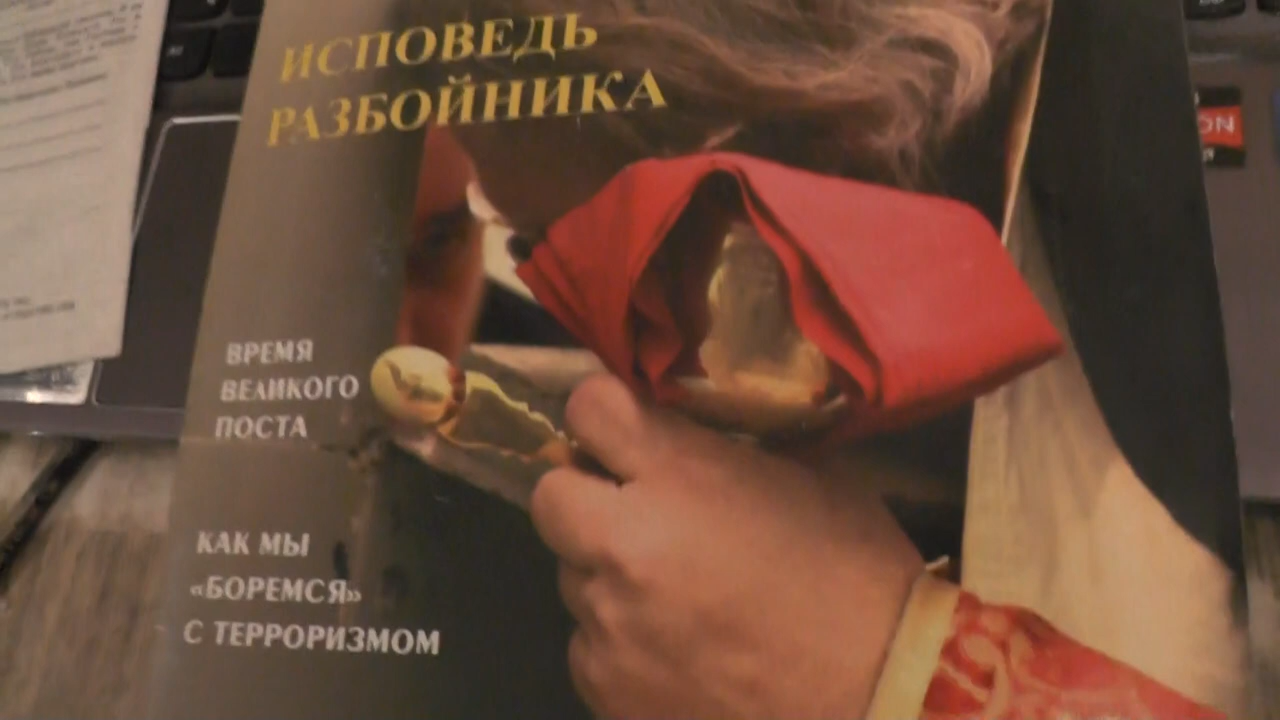 ИСПОВЕДЬ
РАЗБОЙНИКА
ВРЕМЯ
ВЕЛИКОГО
ПОСТА
КАК МЫ
«БОРЕМСЯ»
С ТЕРРОРИЗМОМ